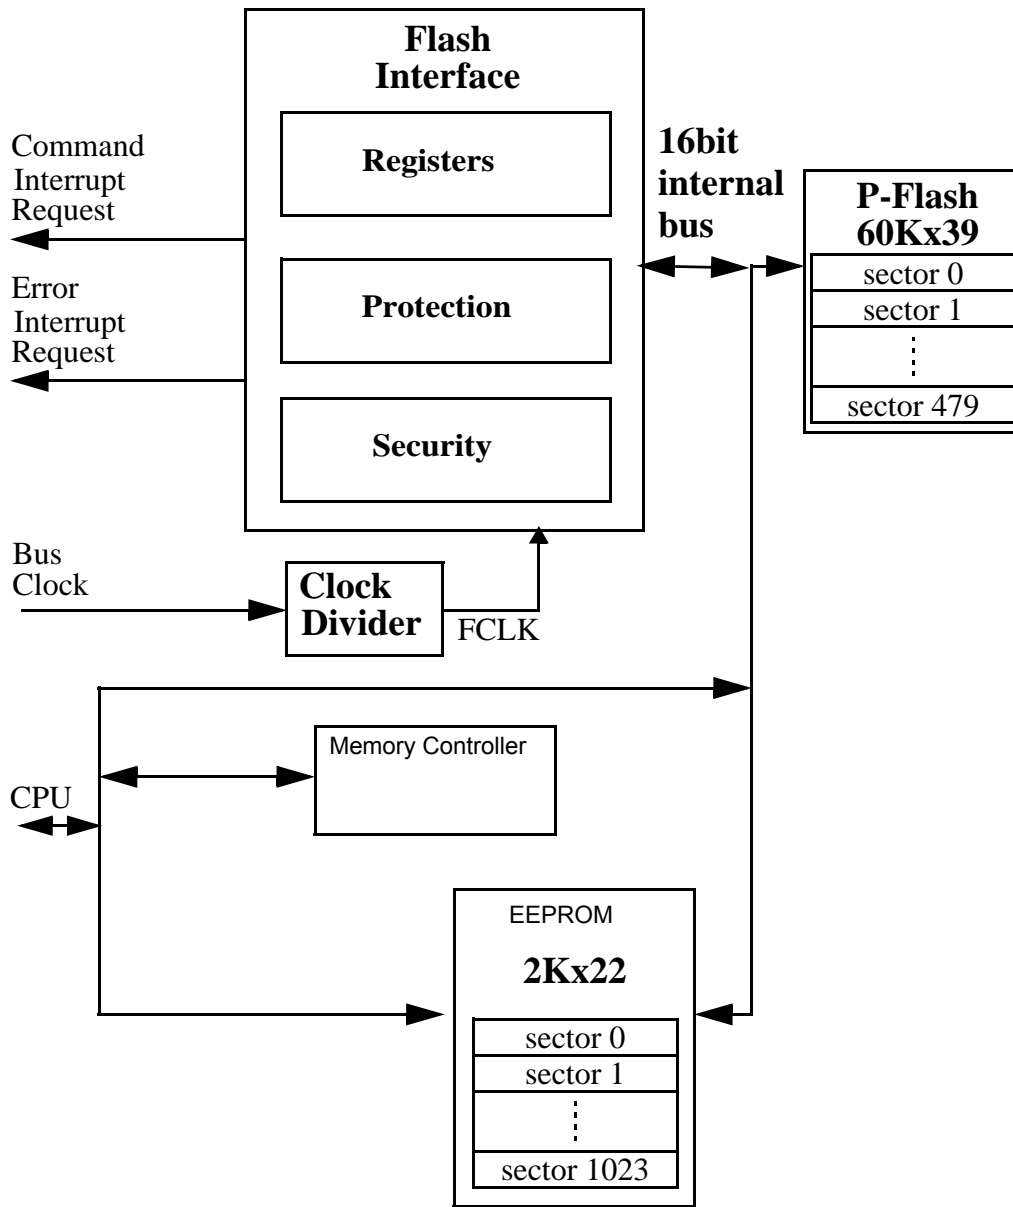 Flash
Interface
Registers
Protection
Security
Command
Interrupt
Request
Error
Interrupt
Request
16bit
internal
bus
P-Flash
60Kx39
sector 0
sector 1
sector 479
Bus
Clock
Clock
Divider
FCLK
Memory Controller
CPU
EEPROM
2Kx22
sector 0
sector 1
sector 1023